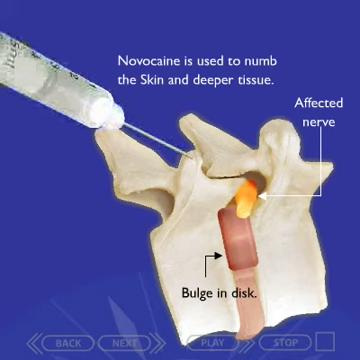 Novocaine is used to numb
the Skin and deeper tissue.
Affected
nerve
Bulge in disk.
BACK NEXT PLAY STOP